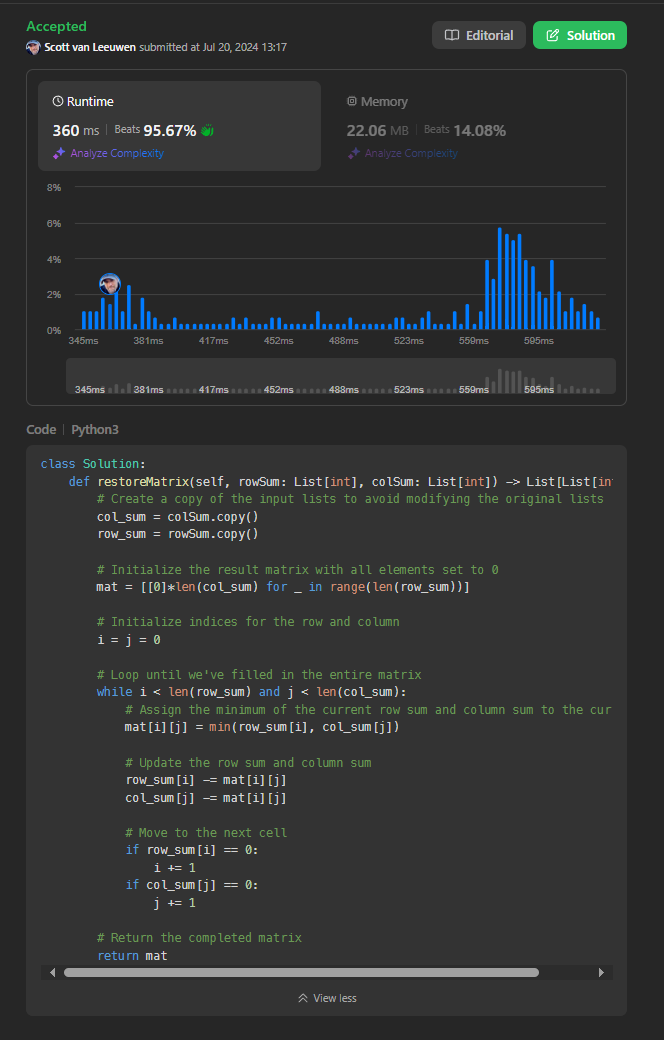 Accepted
Scott van Leeuwen submitted at Jul 20, 2024 13:17
Editorial
Solution
Runtime
360 ms | Beats 95.67%
Analyze Complexity
Memory
22.06 MB | Beats 14.08%
Analyze Complexity
8%
6%
4%
2%
0%
345ms 381ms 417ms 452ms 488ms 523ms 559ms 595ms
345ms 381ms 417ms 452ms 488ms 523ms 559ms 595ms
Code | Python3
class Solution:
    def restoreMatrix(self, rowSum: List[int], colSum: List[int]) -> List[List[in
        # Create a copy of the input lists to avoid modifying the original lists
        col_sum = colSum.copy()
        row_sum = rowSum.copy()
        # Initialize the result matrix with all elements set to 0
        mat = [[0]*len(col_sum) for _ in range(len(row_sum))]
        # Initialize indices for the row and column
        i = j = 0
        # Loop until we've filled in the entire matrix
        while i < len(row_sum) and j < len(col_sum):
            # Assign the minimum of the current row sum and column sum to the cur
            mat[i][j] = min(row_sum[i], col_sum[j])
            # Update the row sum and column sum
            row_sum[i] -= mat[i][j]
            col_sum[j] -= mat[i][j]
            # Move to the next cell
            if row_sum[i] == 0:
                i += 1
            if col_sum[j] == 0:
                j += 1
        # Return the completed matrix
        return mat
View less